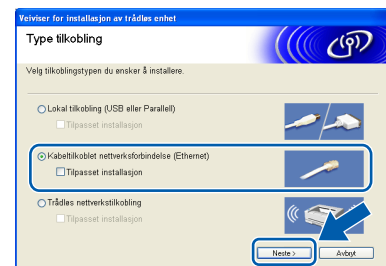 Veiviser for installasjon av trådløs enhet
Type tilkobling
Velg tilkoblingstypen du ønsker å installere.
Lokal tilkobling (USB eller Parallell)
Tilpasset installasjon
Kabeltilkoblet nettverksforbindelse (Ethernet)
Tilpasset installasjon
Trådløs nettverkstilkobling
Tilpasset installasjon
Neste > Avbryt